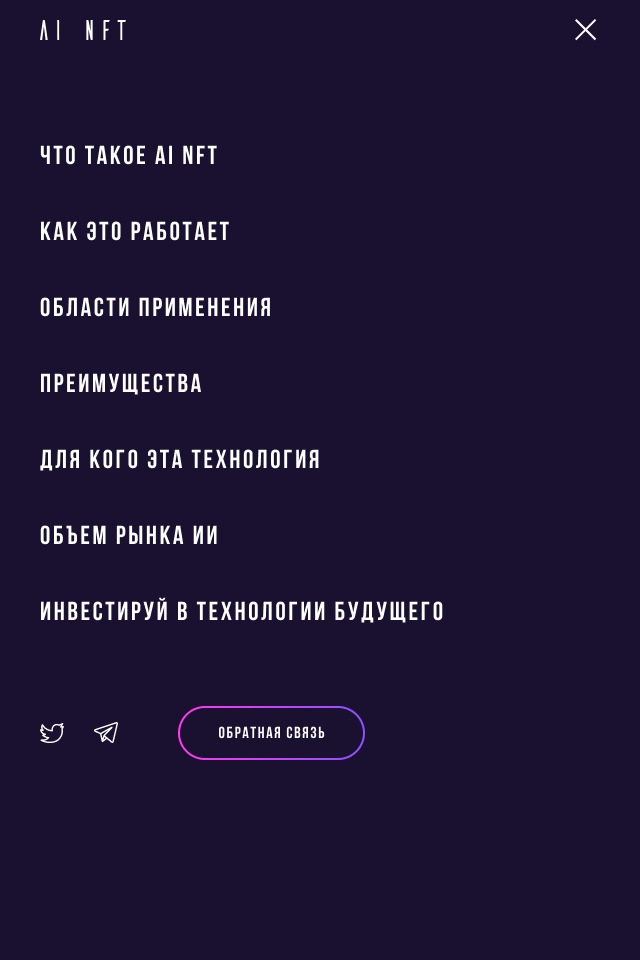 AI NFT
ЧТО ТАКОЕ AI NFT
КАК ЭТО РАБОТАЕТ
ОБЛАСТИ ПРИМЕНЕНИЯ
ПРЕИМУЩЕСТВА
ДЛЯ КОГО ЭТА ТЕХНОЛОГИЯ
ОБЪЕМ РЫНКА ИИ
ИНВЕСТИРУЙ В ТЕХНОЛОГИИ БУДУЩЕГО
ОБРАТНАЯ СВЯЗЬ